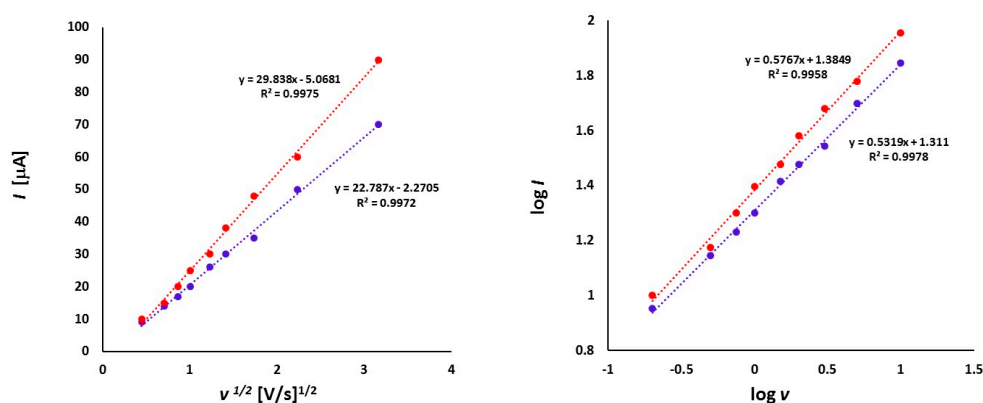 I [µA]
100
90
80
70
60
50
40
30
20
10
0
y = 29.838x - 5.0681
R² = 0.9975
y = 22.787x - 2.2705
R² = 0.9972
0 1 2 3 4
v 1/2 [V/s]1/2
log I
2
1.8
1.6
1.4
1.2
1
0.8
y = 0.5767x + 1.3849
R² = 0.9958
y = 0.5319x + 1.311
R² = 0.9978
-1 -0.5 0 0.5 1 1.5
log v